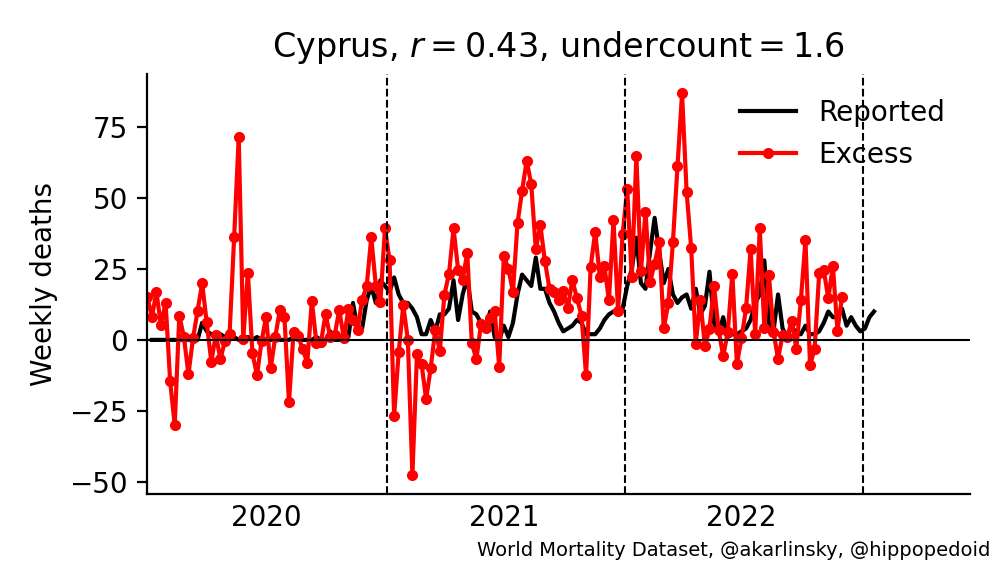 Cyprus, r = 0.43, undercount = 1.6
Reported
Excess
Weekly deaths
75
50
25
0
−25
−50
2020 2021 2022
World Mortality Dataset, @akarlinsky, @hippopedoid